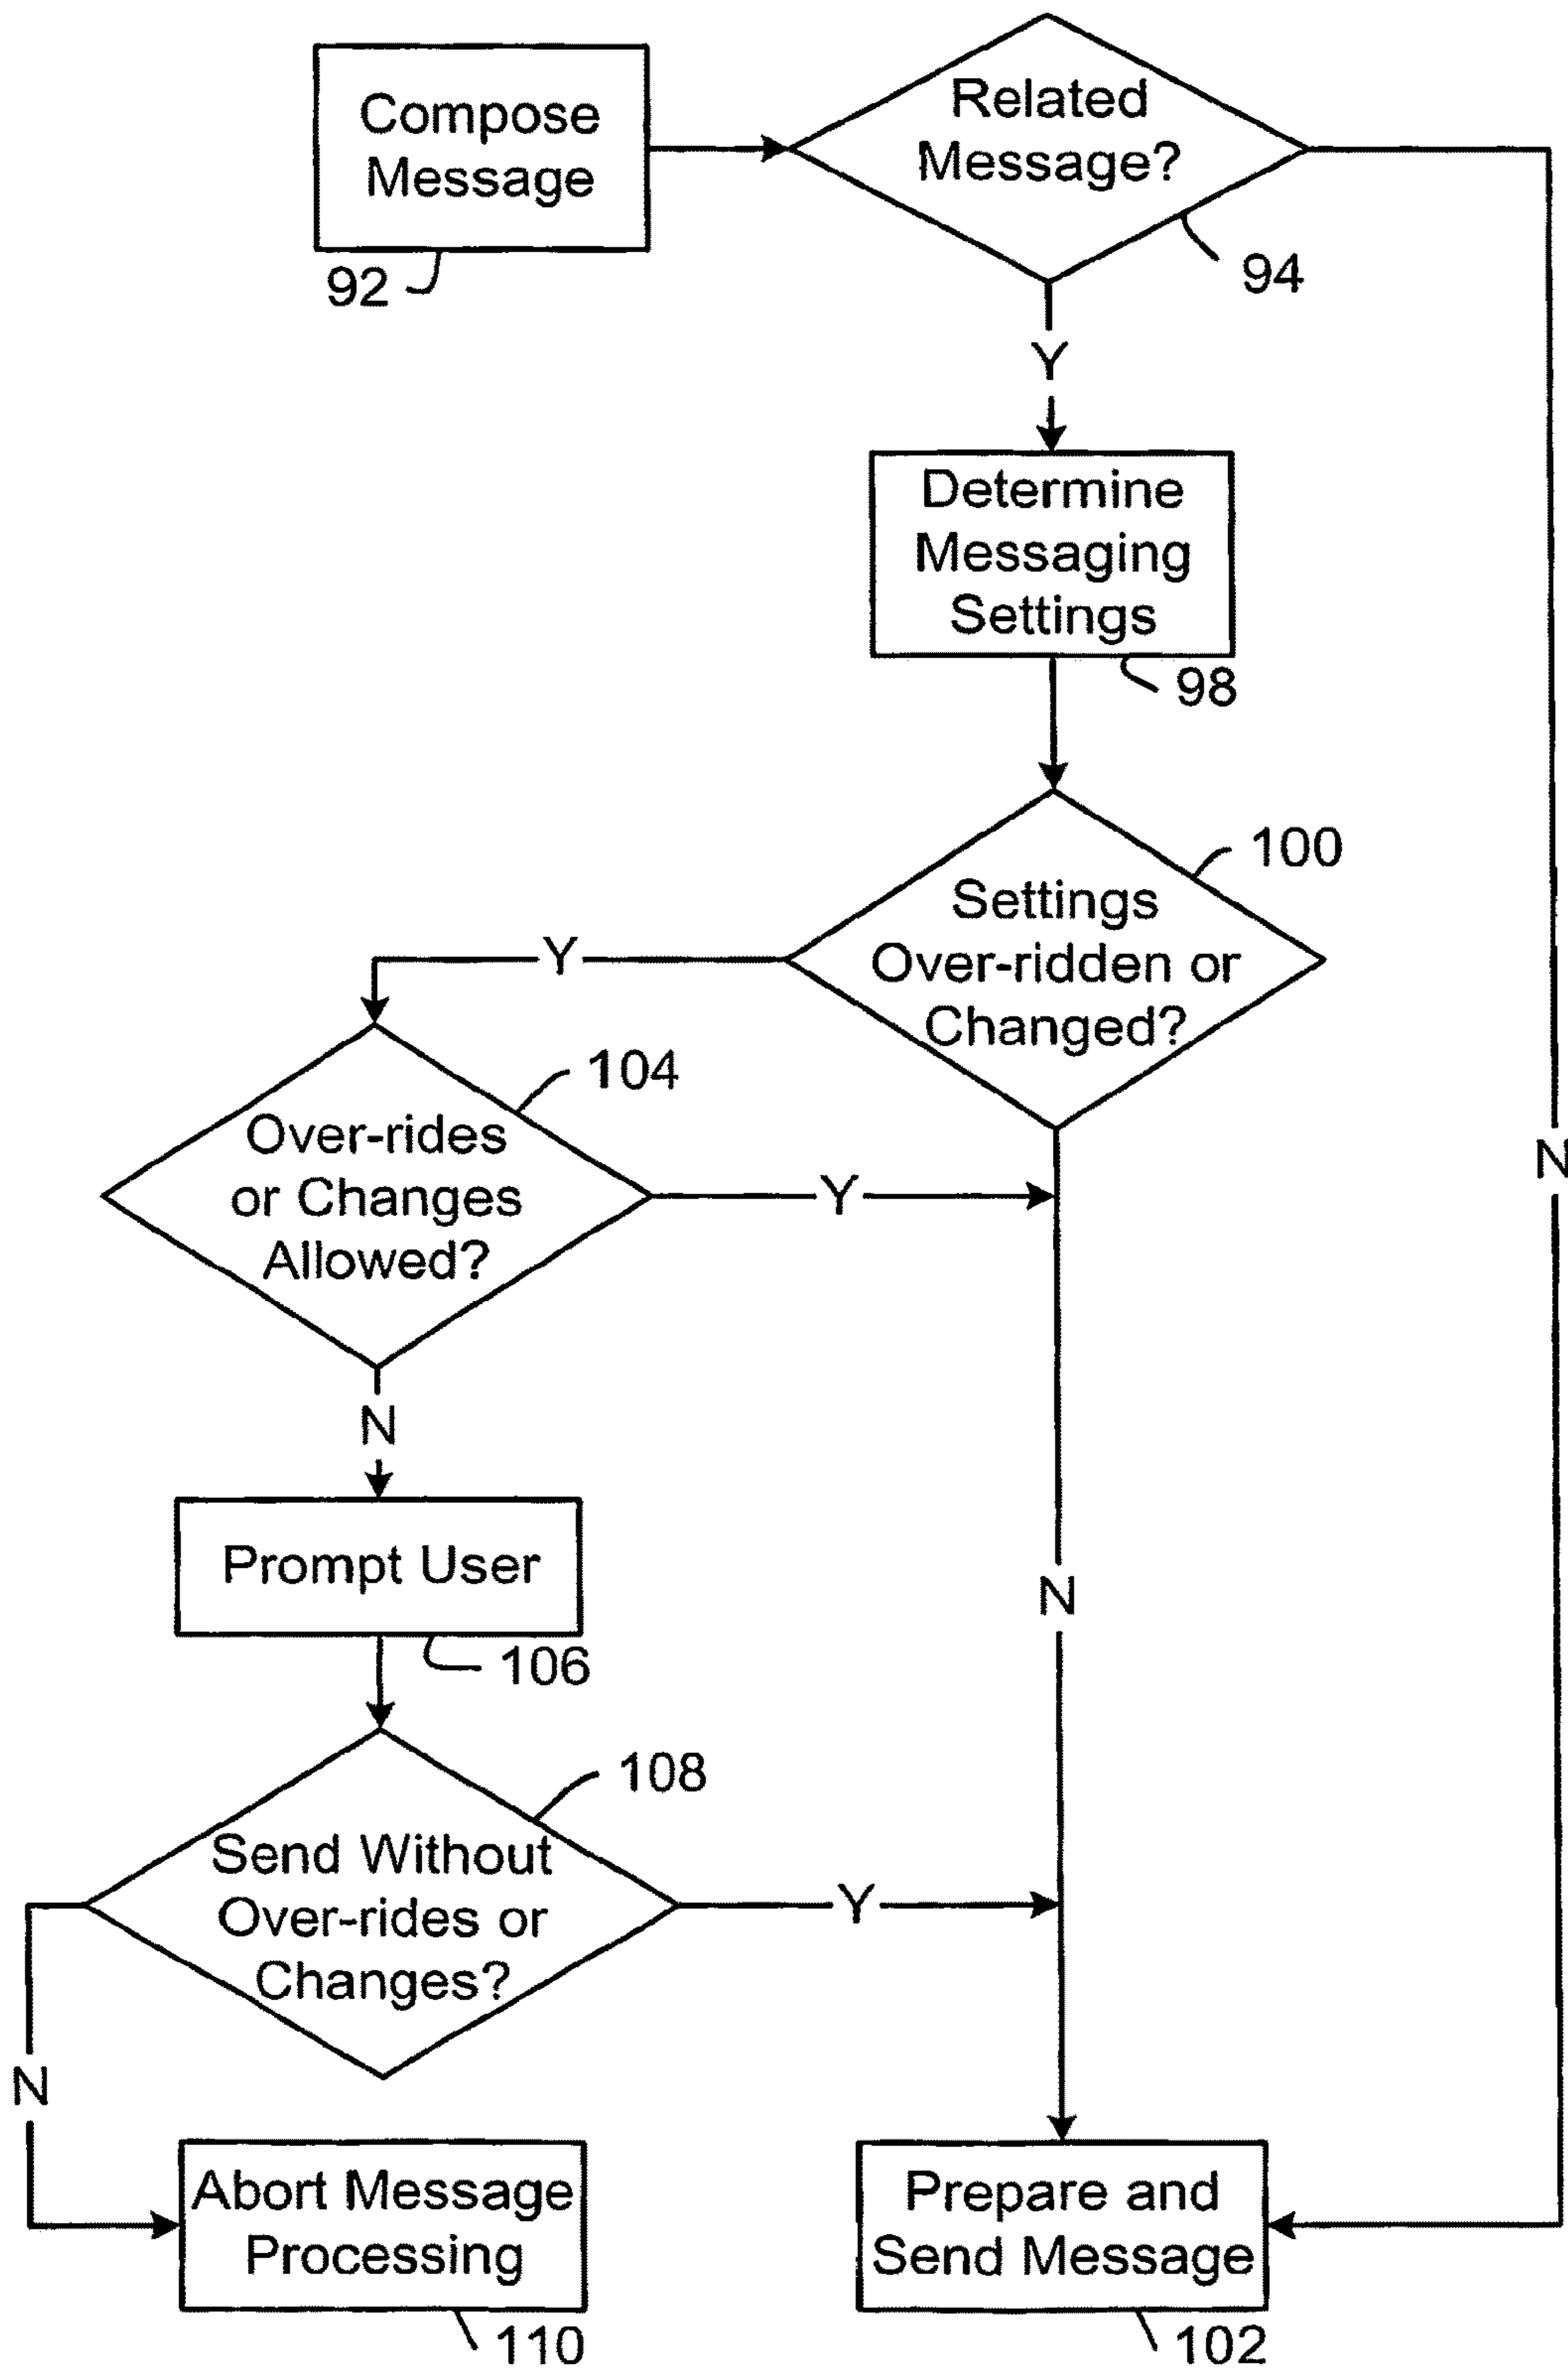 Compose
Message
92
Related
Message?
94
Y
Determine
Messaging
Settings
98
Settings
Over-ridden or
Changed?
100
Y
Over-rides
or Changes
Allowed?
104
Y
N
N
Prompt User
106
N
Send Without
Over-rides or
Changes?
108
Y
N
Abort Message
Processing
110
Prepare and
Send Message
102